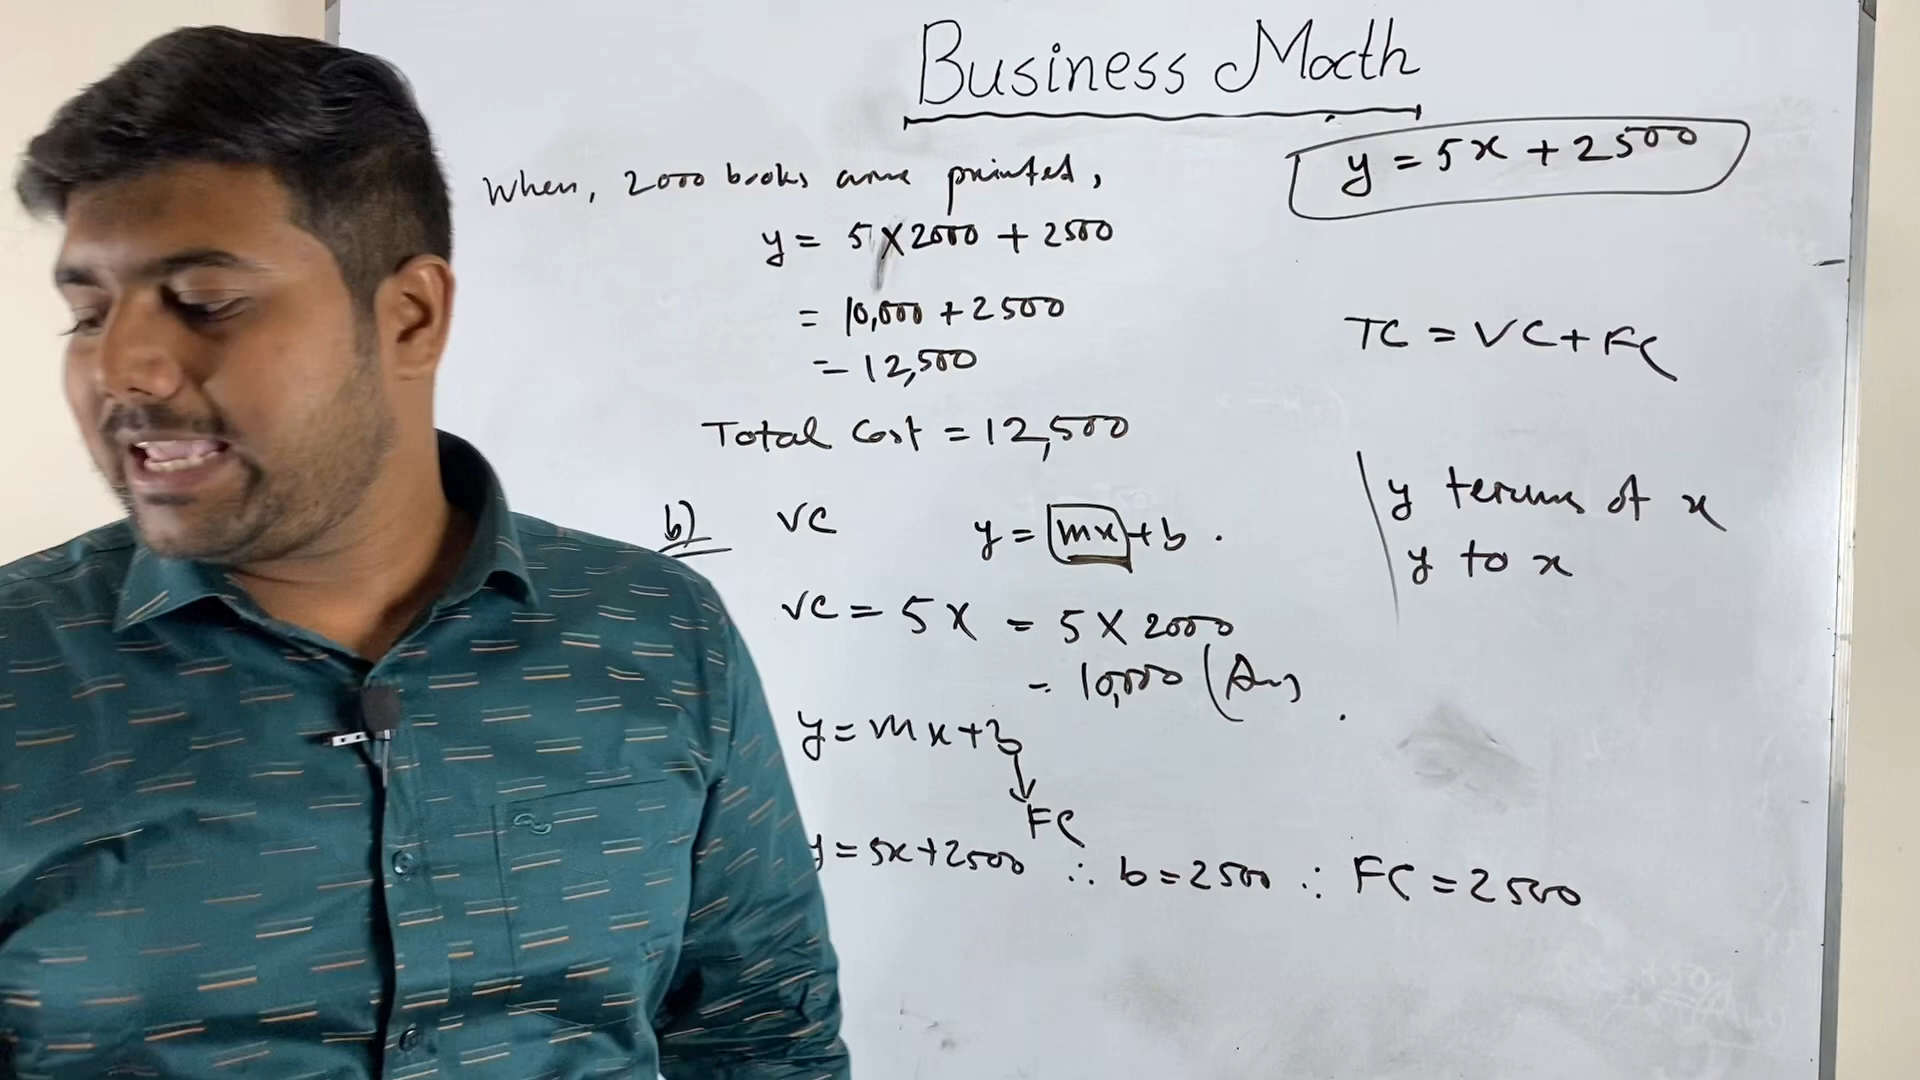 Business Math
y = 5x + 2500
When, 2000 books are printed,
y = 5 X 2000 + 2500
= 10,000 + 2500
= 12,500
TC = VC + FC
Total Cost = 12,500
y terms of x
y to x
b) VC y = mx + b .
VC = 5X = 5 X 2000
= 10,000 (Ans
y = mx + b
FC
y = 5x + 2500 ∴ b = 2500 ∴ FC = 2500